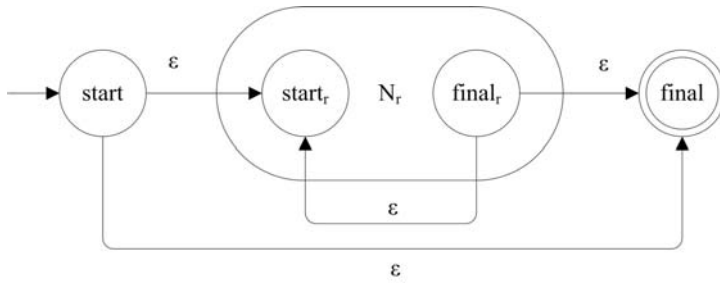 ε ε
start start_r N_r final_r final
ε
ε